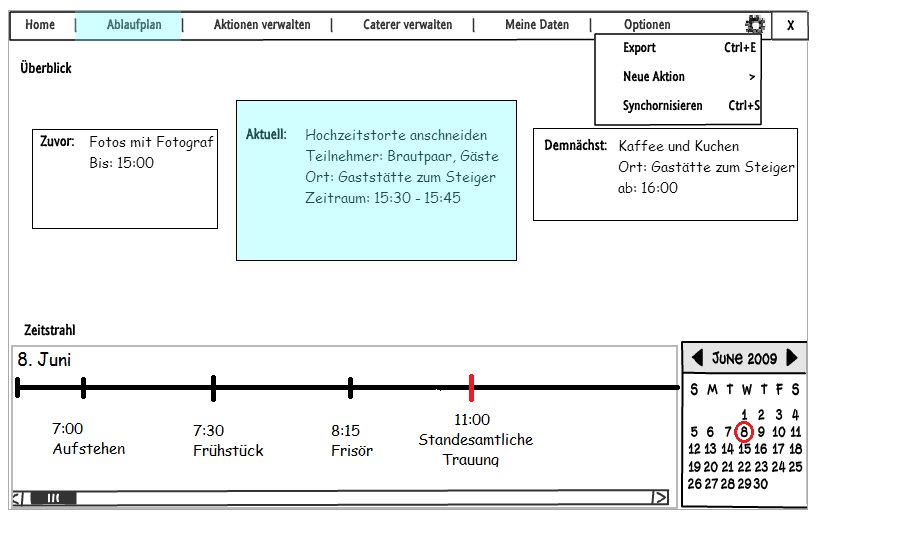 Home | Ablaufplan | Aktionen verwalten | Caterer verwalten | Meine Daten | Optionen X
Export Ctrl+E
Neue Aktion >
Synchornisieren Ctrl+S
Überblick
Zuvor: Fotos mit Fotograf
Bis: 15:00
Aktuell: Hochzeitstorte anschneiden
Teilnehmer: Brautpaar, Gäste
Ort: Gaststätte zum Steiger
Zeitraum: 15:30 - 15:45
Demnächst: Kaffee und Kuchen
Ort: Gastätte zum Steiger
ab: 16:00
Zeitstrahl
8. Juni
7:00
Aufstehen
7:30
Frühstück
8:15
Frisör
11:00
Standesamtliche
Trauung
JUNE 2009
S M T W T F S
1 2 3 4
5 6 7 8 9 10 11
12 13 14 15 16 17 18
19 20 21 22 23 24 25
26 27 28 29 30